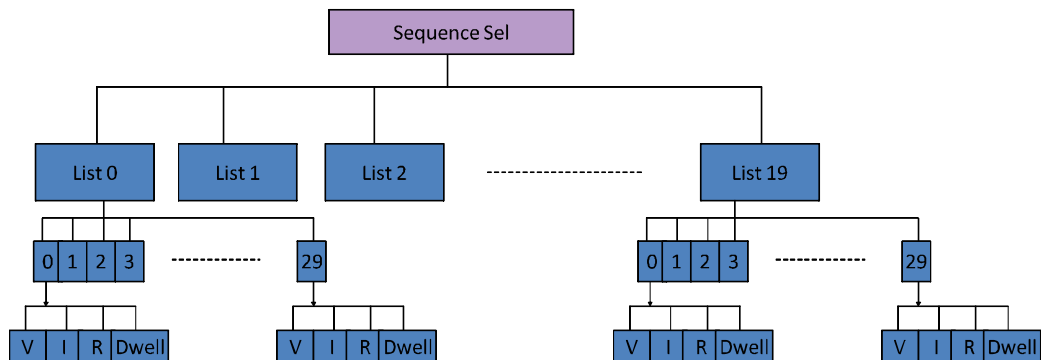 Sequence Sel
List 0 List 1 List 2 List 19
0 1 2 3 29 0 1 2 3 29
V I R Dwell V I R Dwell V I R Dwell V I R Dwell